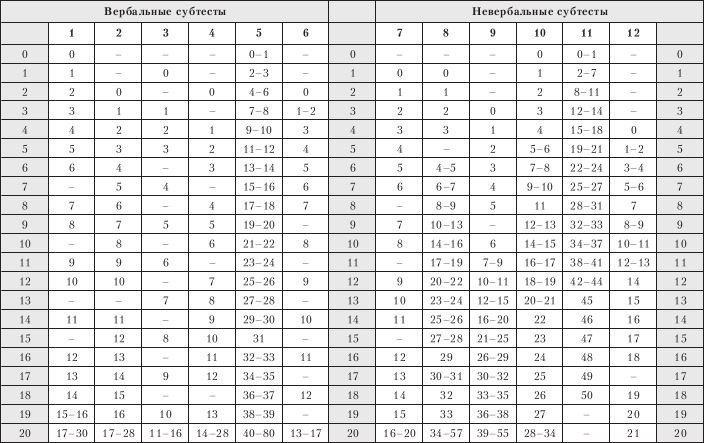 Вербальные субтесты Невербальные субтесты
1 2 3 4 5 6 7 8 9 10 11 12
0 0 – – – 0–1 – 0 – – – 0 0–1 – 0
1 1 – 0 – 2–3 – 1 0 0 – 1 2–7 – 1
2 2 0 – 0 4–6 0 2 1 1 – 2 8–11 – 2
3 3 1 1 – 7–8 1–2 3 2 2 0 3 12–14 – 3
4 4 2 2 1 9–10 3 4 3 3 1 4 15–18 0 4
5 5 3 3 2 11–12 4 5 4 – 2 5–6 19–21 1–2 5
6 6 4 – 3 13–14 5 6 5 4–5 3 7–8 22–24 3–4 6
7 – 5 4 – 15–16 6 7 6 6–7 4 9–10 25–27 5–6 7
8 7 6 – 4 17–18 7 8 – 8–9 5 11 28–31 7 8
9 8 7 5 5 19–20 – 9 7 10–13 – 12–13 32–33 8–9 9
10 – 8 – 6 21–22 8 10 8 14–16 6 14–15 34–37 10–11 10
11 9 9 6 – 23–24 – 11 – 17–19 7–9 16–17 38–41 12–13 11
12 10 10 – 7 25–26 9 12 9 20–22 10–11 18–19 42–44 14 12
13 – – 7 8 27–28 – 13 10 23–24 12–15 20–21 45 15 13
14 11 11 – 9 29–30 10 14 11 25–26 16–20 22 46 16 14
15 – 12 8 10 31 – 15 – 27–28 21–25 23 47 17 15
16 12 13 – 11 32–33 11 16 12 29 26–29 24 48 18 16
17 13 14 9 12 34–35 – 17 13 30–31 30–32 25 49 – 17
18 14 15 – – 36–37 12 18 14 32 33–35 26 50 19 18
19 15–16 16 10 13 38–39 – 19 15 33 36–38 27 – 20 19
20 17–30 17–28 11–16 14–28 40–80 13–17 20 16–20 34–57 39–55 28–34 – 21 20